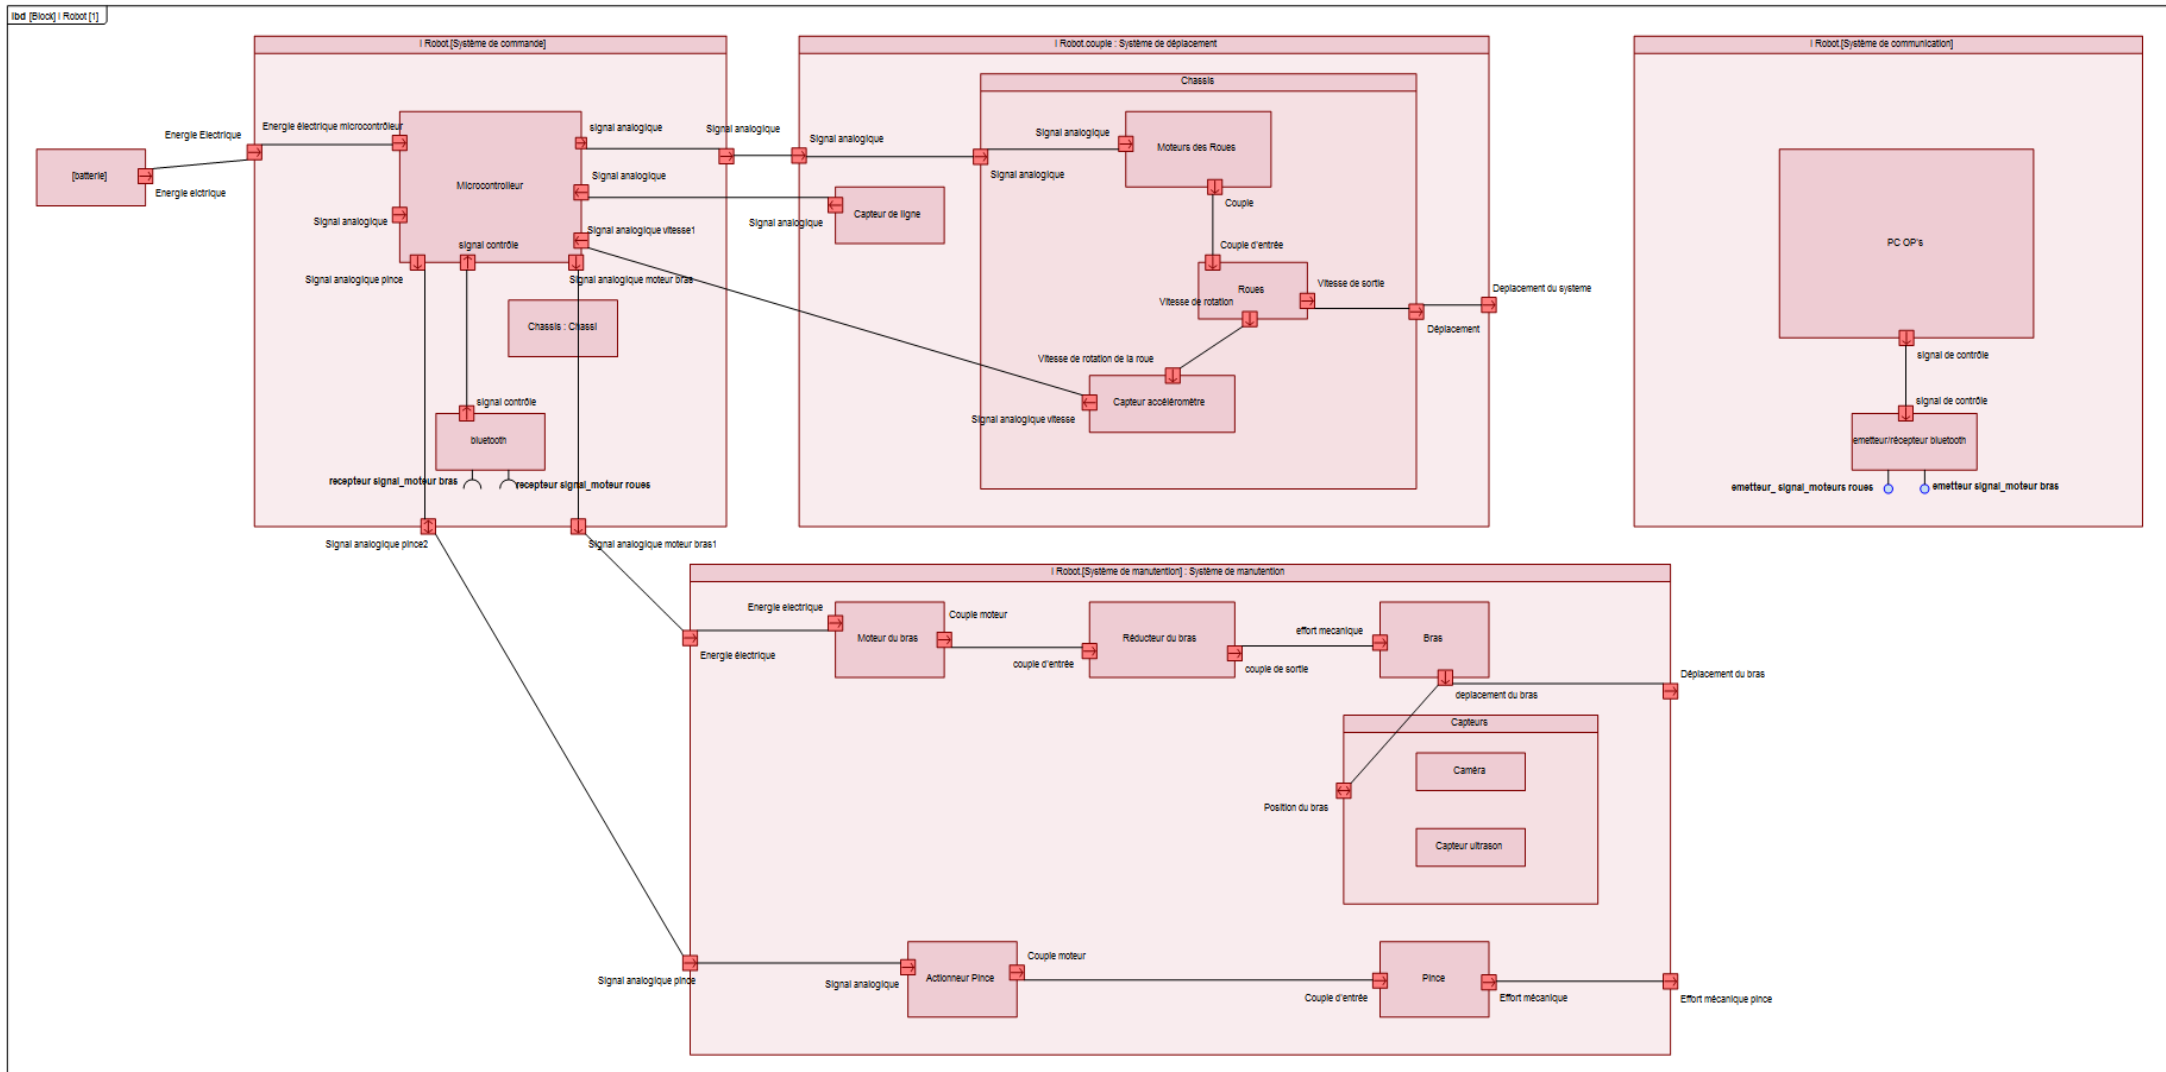 ibd [Block] I Robot [1]
I Robot.[Système de commande]
Energie Electrique
Energie électrique microcontrôleur
signal analogique
Signal analogique
[batterie]
Energie elctrique
Microcontrolleur
Signal analogique
Signal analogique
Signal analogique vitesse1
signal contrôle
Signal analogique pince
Signal analogique moteur bras
Chassis : Chassi
signal contrôle
bluetooth
recepteur signal_moteur bras
recepteur signal_moteur roues
Signal analogique pince2
Signal analogique moteur bras1
I Robot.couple : Système de déplacement
Chassis
Signal analogique
Signal analogique
Signal analogique
Moteurs des Roues
Capteur de ligne
Signal analogique
Couple
Couple d'entrée
Roues
Vitesse de rotation
Vitesse de sortie
Déplacement
Deplacement du systeme
Vitesse de rotation de la roue
Capteur accéléromètre
Signal analogique vitesse
I Robot.[Système de communication]
PC OP's
signal de contrôle
signal de contrôle
emetteur/récepteur bluetooth
emetteur_ signal_moteurs roues
emetteur signal_moteur bras
I Robot.[Système de manutention] : Système de manutention
Energie electrique
Energie électrique
Moteur du bras
Couple moteur
couple d'entrée
Réducteur du bras
couple de sortie
effort mecanique
Bras
deplacement du bras
Déplacement du bras
Capteurs
Caméra
Position du bras
Capteur ultrason
Signal analogique pince
Signal analogique
Actionneur Pince
Couple moteur
Couple d'entrée
Pince
Effort mécanique
Effort mécanique pince